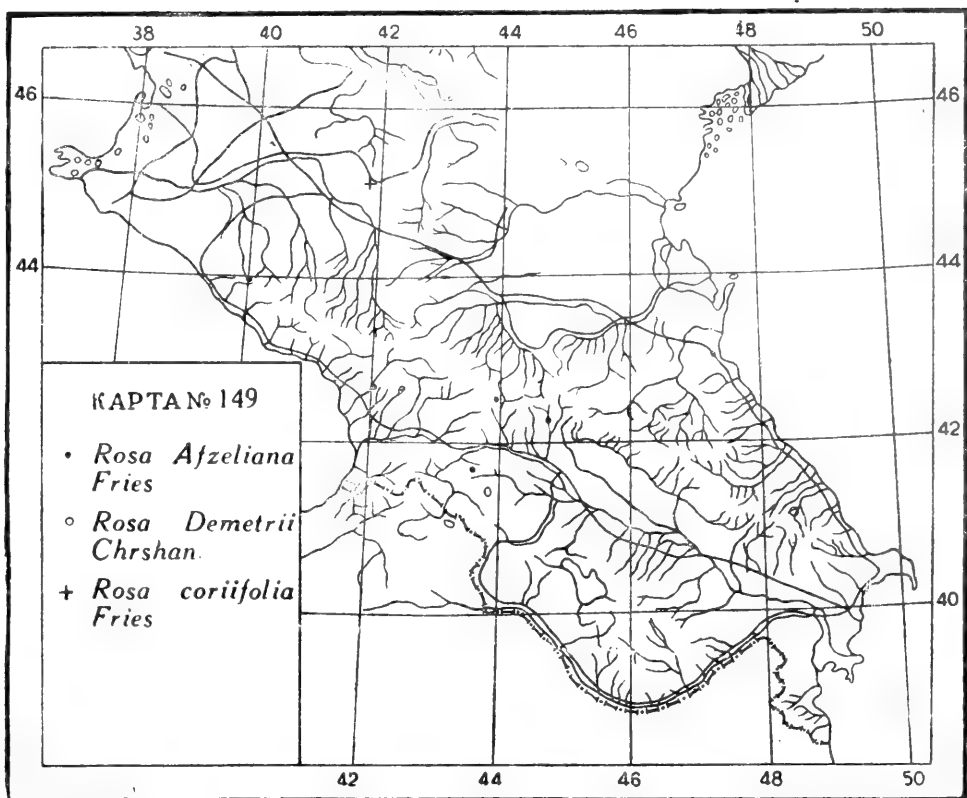 38 40 42 44 46 48 50
46 46
44 44
КАРТА № 149
• Rosa Afzeliana
Fries
42
○ Rosa Demetrii
Chrshan.
+ Rosa coriifolia
Fries
40
42 44 46 48 50